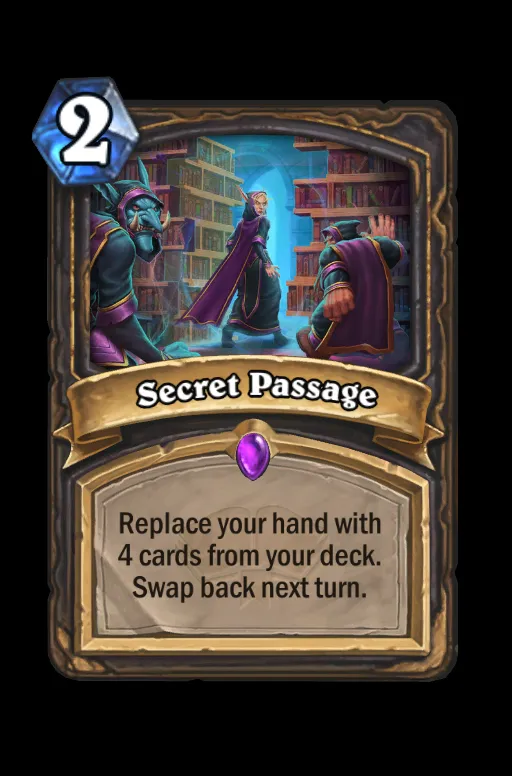 2
Secret Passage
Replace your hand with
4 cards from your deck.
Swap back next turn.